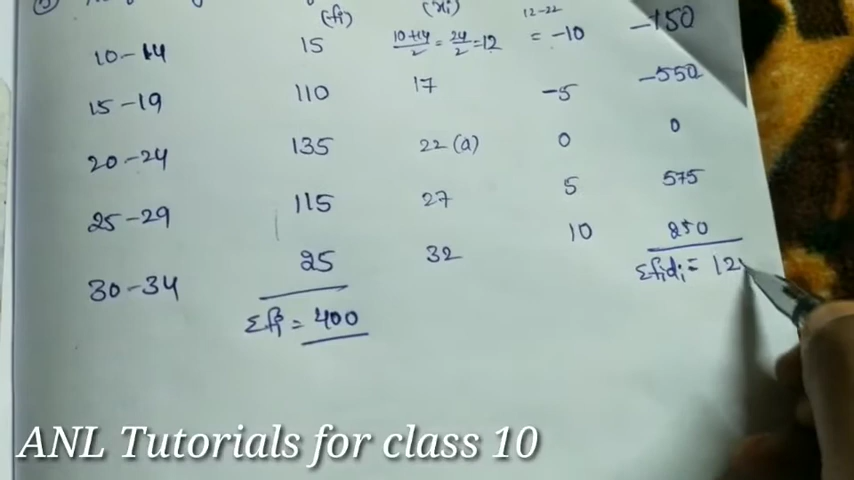 (fi) (xi) 12-22
10-14 15 10+14/2 = 24/2 = 12 = -10 -150
15-19 110 17 -5 -550
20-24 135 22 (a) 0 0
25-29 115 27 5 575
30-34 25 32 10 250
Σfi = 400 Σfidi = 12
ANL Tutorials for class 10